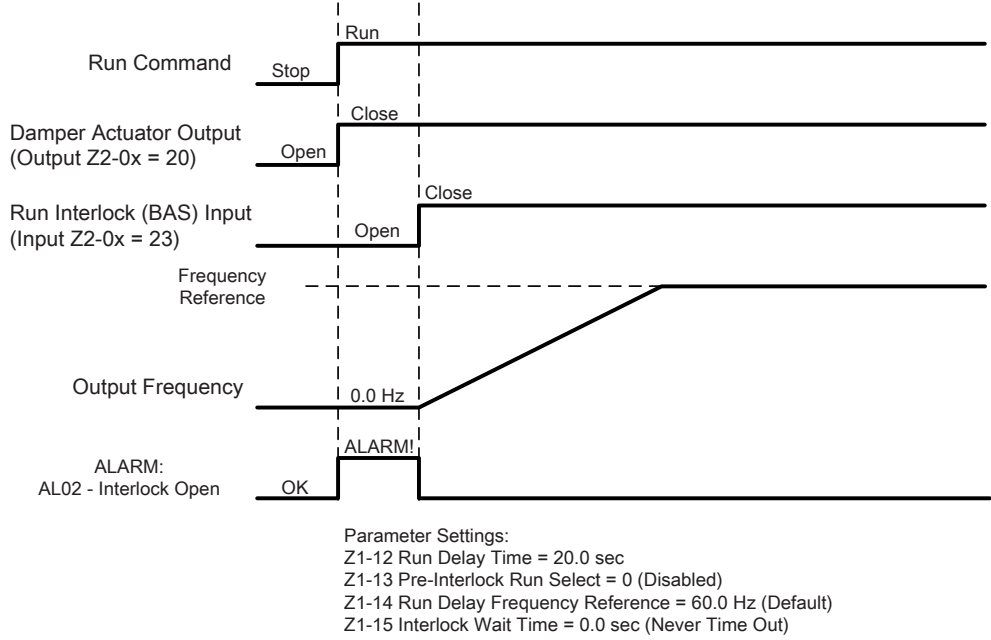 Run
Run Command
Stop
Close
Damper Actuator Output
(Output Z2-0x = 20)
Open
Close
Run Interlock (BAS) Input
(Input Z2-0x = 23)
Open
Frequency
Reference
Output Frequency
0.0 Hz
ALARM!
ALARM:
AL02 - Interlock Open
OK
Parameter Settings:
Z1-12 Run Delay Time = 20.0 sec
Z1-13 Pre-Interlock Run Select = 0 (Disabled)
Z1-14 Run Delay Frequency Reference = 60.0 Hz (Default)
Z1-15 Interlock Wait Time = 0.0 sec (Never Time Out)